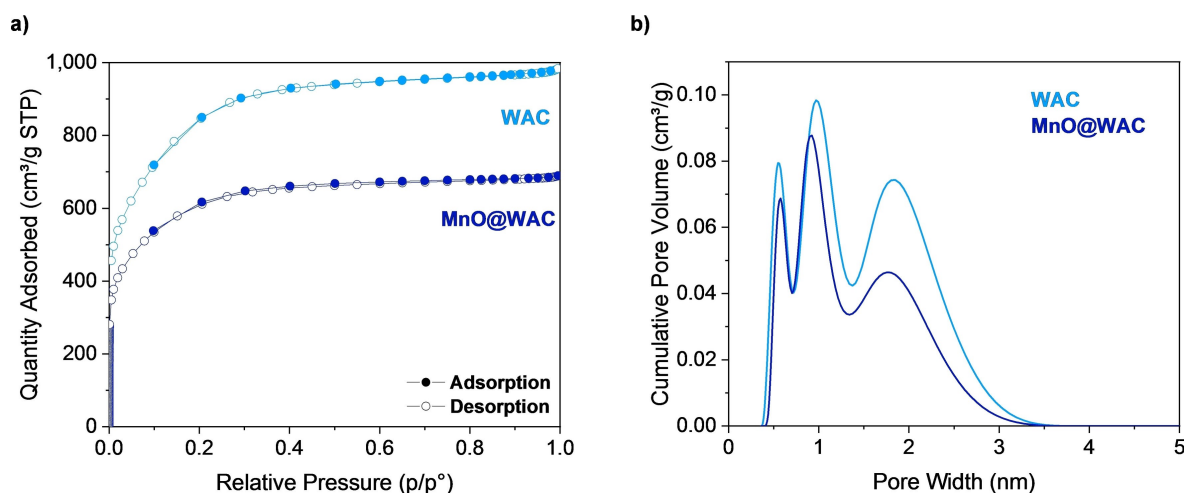 a)
Quantity Adsorbed (cm³/g STP)
1,000
800
600
400
200
0
0.0
0.2
0.4
0.6
0.8
1.0
Relative Pressure (p/p°)
WAC
MnO@WAC
Adsorption
Desorption
b)
Cumulative Pore Volume (cm³/g)
0.10
0.08
0.06
0.04
0.02
0.00
0
1
2
3
4
5
Pore Width (nm)
WAC
MnO@WAC